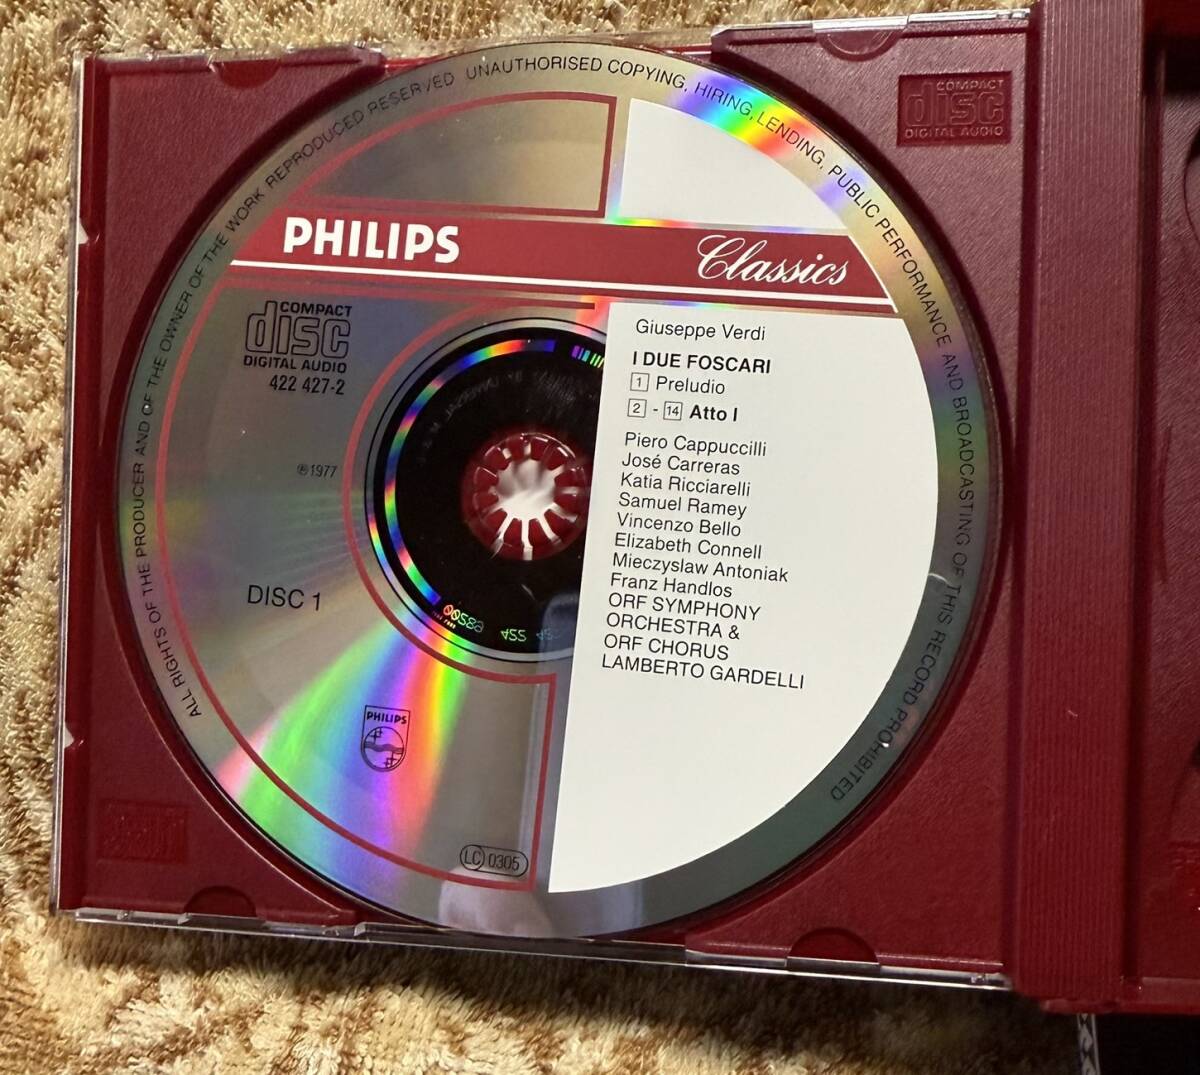 ALL RIGHTS OF THE PRODUCER AND OF THE OWNER OF THE WORK REPRODUCED RESERVED UNAUTHORISED COPYING, HIRING, LENDING, PUBLIC PERFORMANCE AND BROADCASTING OF THIS RECORD PROHIBITED
COMPACT
disc
DIGITAL AUDIO
PHILIPS
Classics
COMPACT
disc
DIGITAL AUDIO
422 427-2
℗1977
DISC 1
Giuseppe Verdi
I DUE FOSCARI
1 Preludio
2 - 14 Atto I
Piero Cappuccilli
José Carreras
Katia Ricciarelli
Samuel Ramey
Vincenzo Bello
Elizabeth Connell
Mieczyslaw Antoniak
Franz Handlos
ORF SYMPHONY
ORCHESTRA &
ORF CHORUS
LAMBERTO GARDELLI
PHILIPS
LC 0305